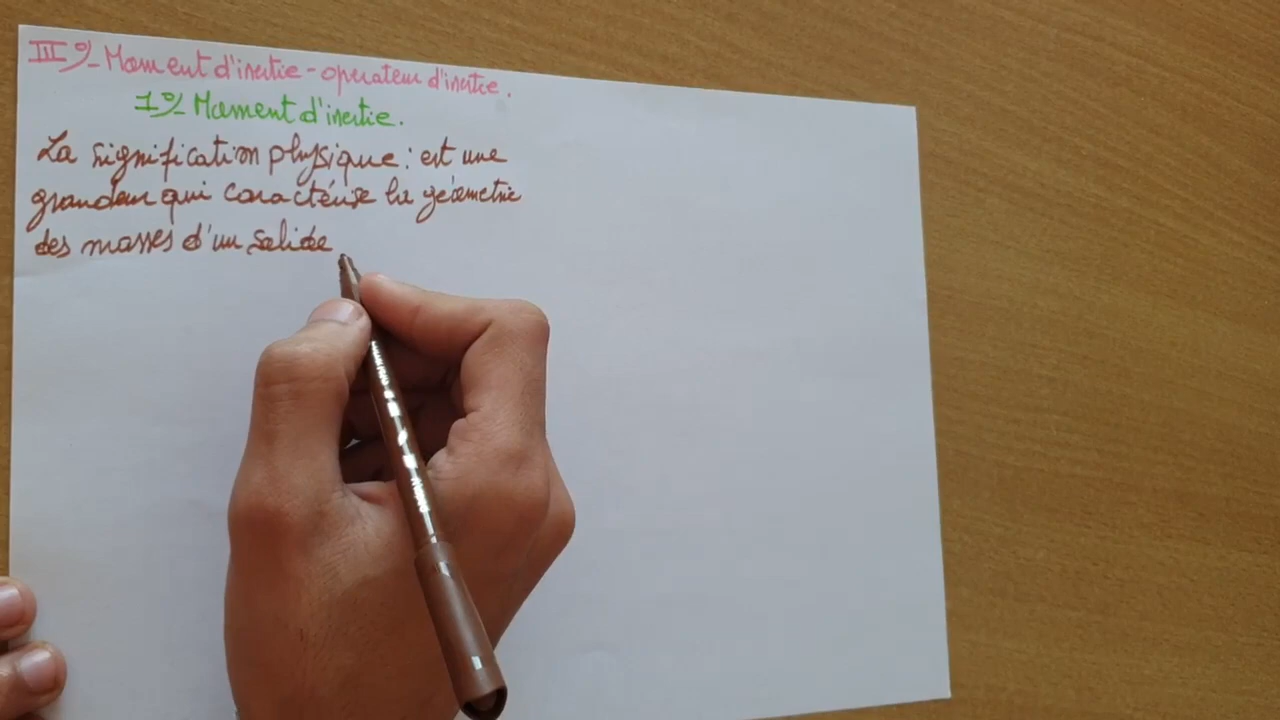 III°/- Moment d'inertie - operateur d'inertie.
1°/- Moment d'inertie.
La signification physique : est une
grandeur qui caractérise la géometrie
des masses d'un solide